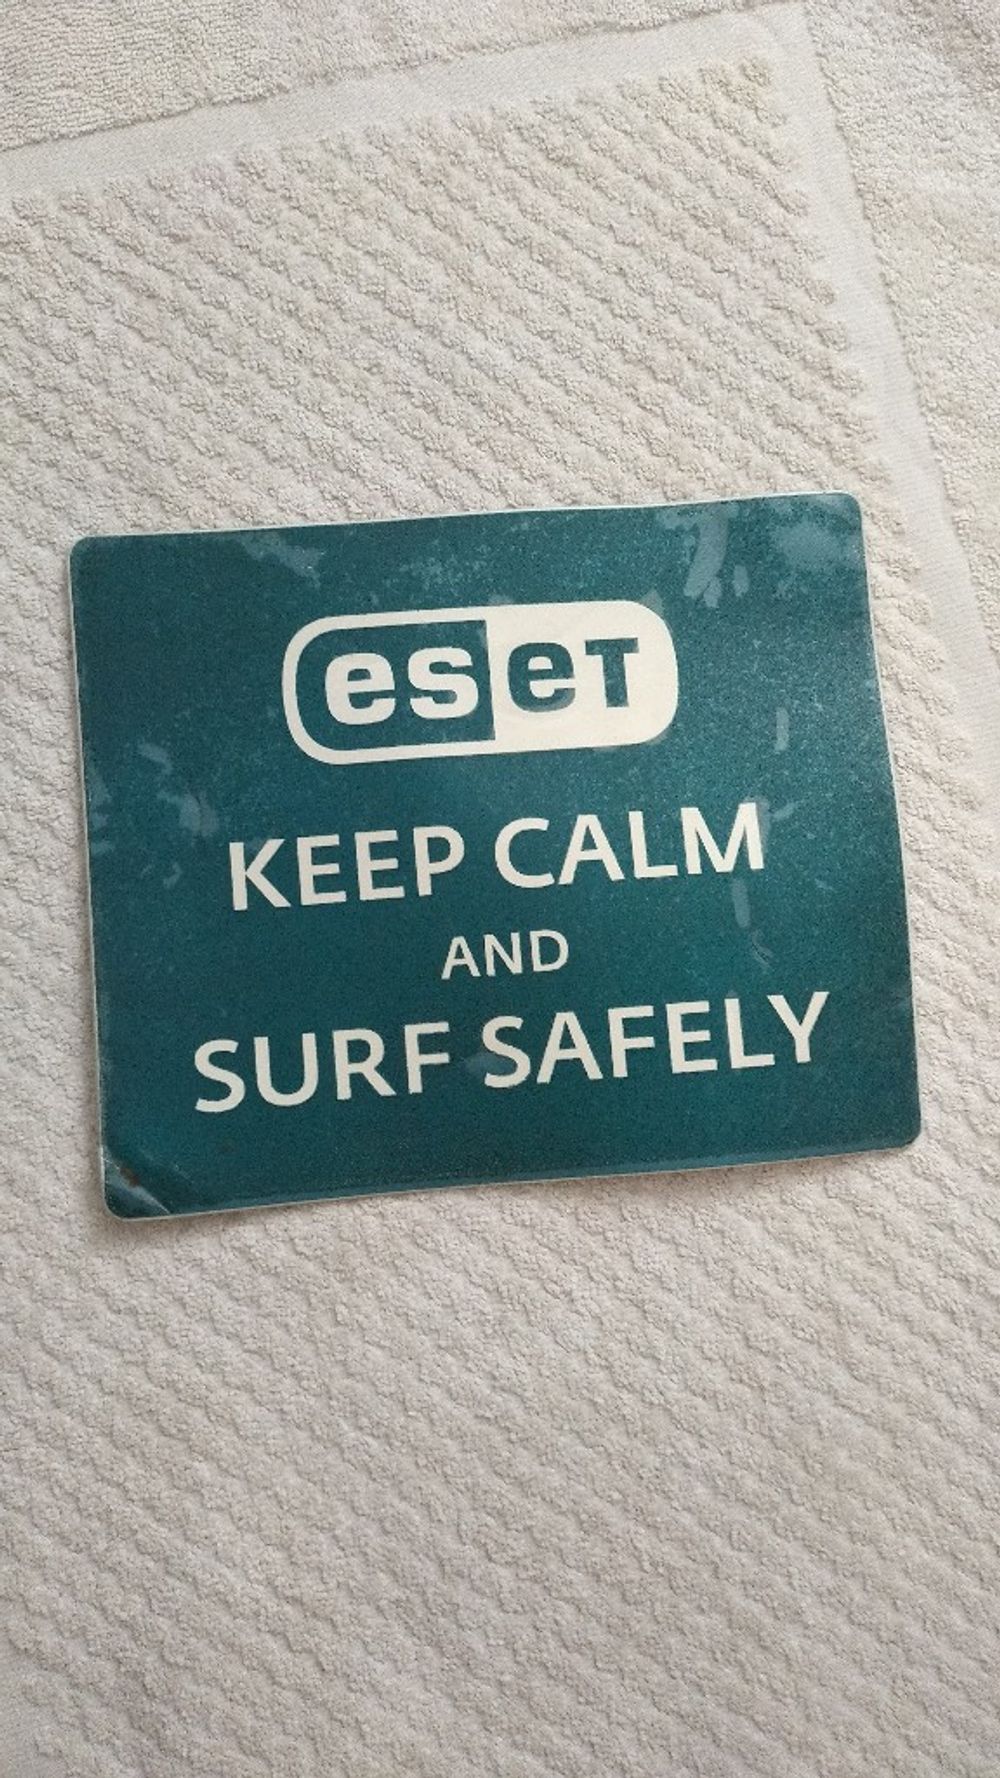 eseT
KEEP CALM
AND
SURF SAFELY